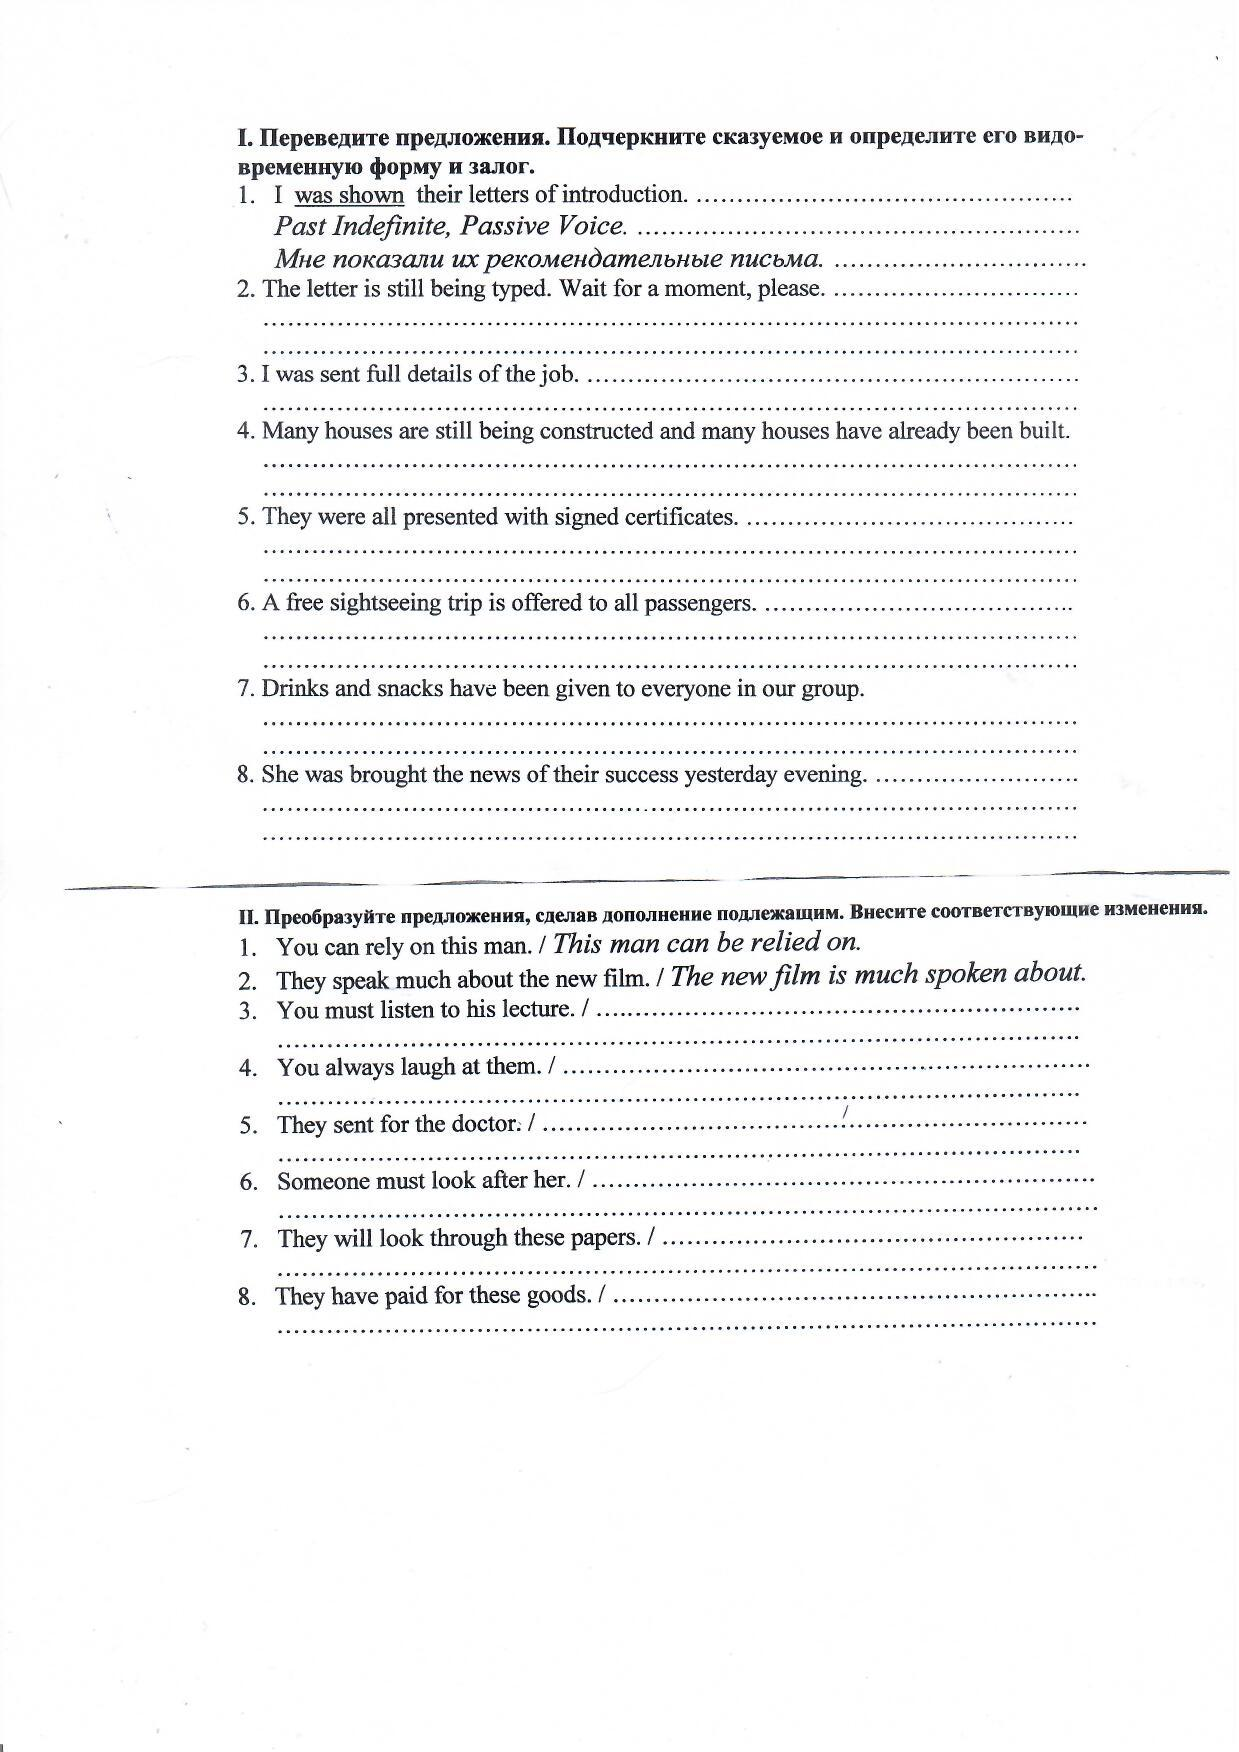 I. Переведите предложения. Подчеркните сказуемое и определите его видо-
временную форму и залог.
1. I was shown their letters of introduction. ................................................
Past Indefinite, Passive Voice. ........................................................
Мне показали их рекомендательные письма. ................................
2. The letter is still being typed. Wait for a moment, please. ..............................
....................................................................................................
....................................................................................................
3. I was sent full details of the job. ............................................................
....................................................................................................
4. Many houses are still being constructed and many houses have already been built.
....................................................................................................
....................................................................................................
5. They were all presented with signed certificates. ........................................
....................................................................................................
....................................................................................................
6. A free sightseeing trip is offered to all passengers. ......................................
....................................................................................................
....................................................................................................
7. Drinks and snacks have been given to everyone in our group.
....................................................................................................
....................................................................................................
8. She was brought the news of their success yesterday evening. .........................
....................................................................................................
....................................................................................................
II. Преобразуйте предложения, сделав дополнение подлежащим. Внесите соответствующие изменения.
1. You can rely on this man. / This man can be relied on.
2. They speak much about the new film. / The new film is much spoken about.
3. You must listen to his lecture. / ............................................................
....................................................................................................
4. You always laugh at them. / .................................................................
....................................................................................................
5. They sent for the doctor. / ...................................................................
....................................................................................................
6. Someone must look after her. / .............................................................
....................................................................................................
7. They will look through these papers. / ....................................................
....................................................................................................
8. They have paid for these goods. / ...........................................................
....................................................................................................